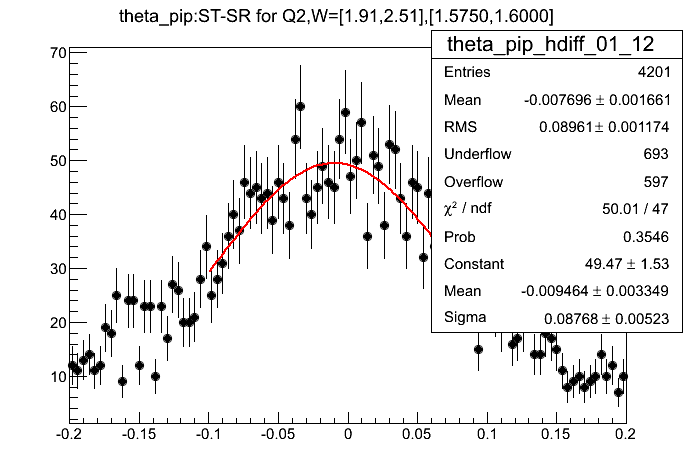 theta_pip:ST-SR for Q2,W=[1.91,2.51],[1.5750,1.6000]
theta_pip_hdiff_01_12
Entries 4201
Mean -0.007696 ± 0.001661
RMS 0.08961 ± 0.001174
Underflow 693
Overflow 597
χ² / ndf 50.01 / 47
Prob 0.3546
Constant 49.47 ± 1.53
Mean -0.009464 ± 0.003349
Sigma 0.08768 ± 0.00523
70
60
50
40
30
20
10
-0.2 -0.15 -0.1 -0.05 0 0.05 0.1 0.15 0.2